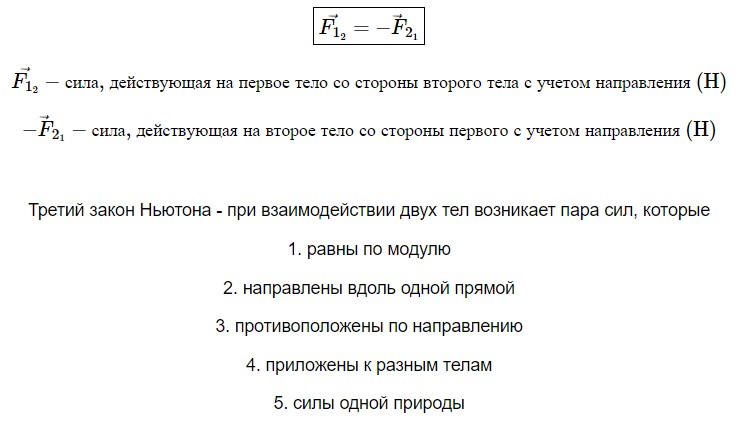 $\vec{F_{1_2}} = -\vec{F}_{2_1}$
$\vec{F_{1_2}}$ – сила, действующая на первое тело со стороны второго тела с учетом направления (Н)
$-\vec{F}_{2_1}$ – сила, действующая на второе тело со стороны первого с учетом направления (Н)
Третий закон Ньютона - при взаимодействии двух тел возникает пара сил, которые
1. равны по модулю
2. направлены вдоль одной прямой
3. противоположены по направлению
4. приложены к разным телам
5. силы одной природы